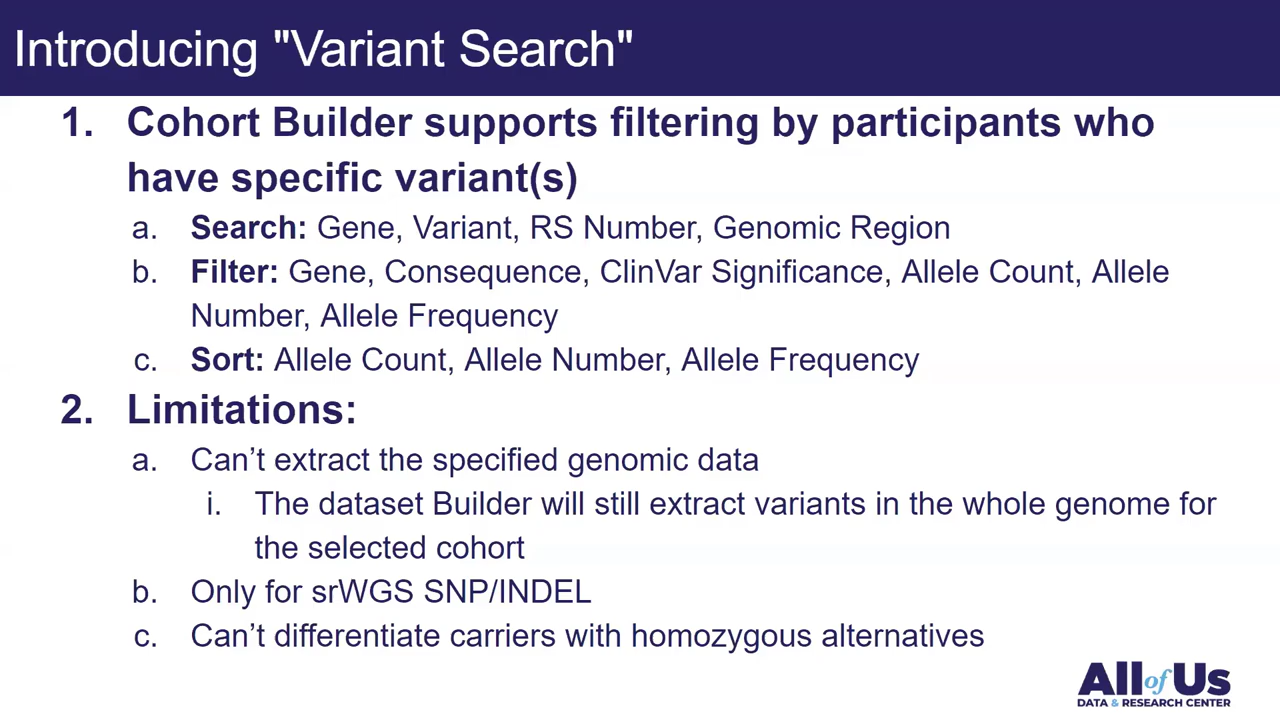 Introducing "Variant Search"
1. Cohort Builder supports filtering by participants who
have specific variant(s)
a. Search: Gene, Variant, RS Number, Genomic Region
b. Filter: Gene, Consequence, ClinVar Significance, Allele Count, Allele
Number, Allele Frequency
c. Sort: Allele Count, Allele Number, Allele Frequency
2. Limitations:
a. Can’t extract the specified genomic data
i. The dataset Builder will still extract variants in the whole genome for
the selected cohort
b. Only for srWGS SNP/INDEL
c. Can’t differentiate carriers with homozygous alternatives
All of Us
DATA & RESEARCH CENTER